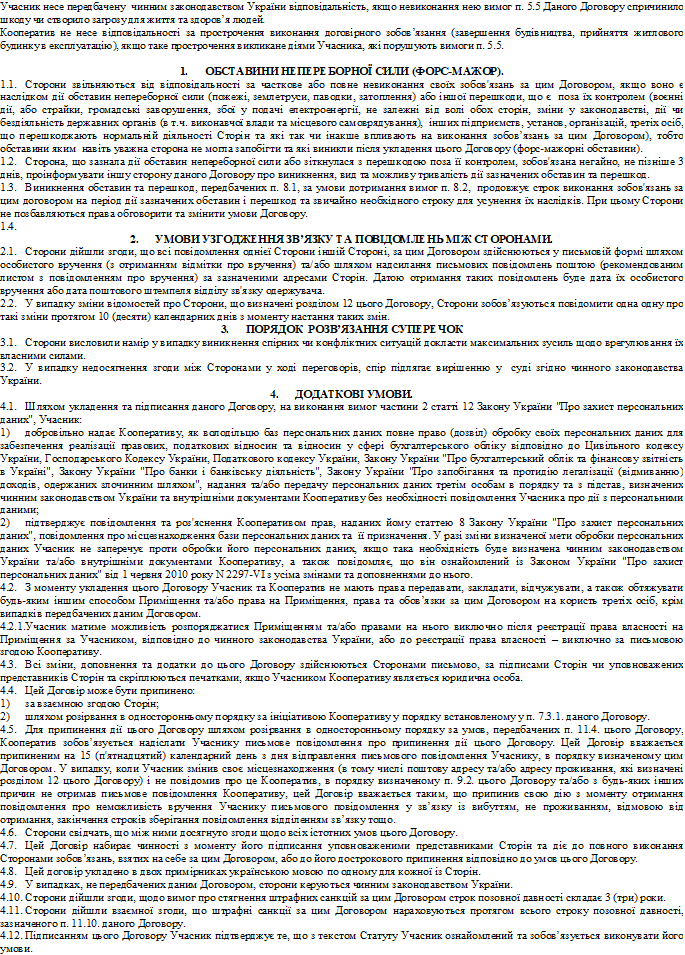 Учасник несе передбачену чинним законодавством України відповідальність, якщо невиконання нею вимог п. 5.5 Даного Договору спричинило
шкоду чи створило загрозу для життя та здоров’я людей.
Кооператив не несе відповідальності за прострочення виконання договірного зобов’язання (завершення будівництва, прийняття житлового
будинку в експлуатацію), якщо таке прострочення викликане діями Учасника, які порушують вимоги п. 5.5.
1. ОБСТАВИНИ НЕПЕРЕБОРНОЇ СИЛИ (ФОРС-МАЖОР).
1.1. Сторони звільняються від відповідальності за часткове або повне невиконання своїх зобов'язань за цим Договором, якщо воно є
наслідком дії обставин непереборної сили (пожежі, землетруси, паводки, затоплення) або іншої перешкоди, що є поза їх контролем (воєнні
дії, або страйки, громадські заворушення, збої у подачі електроенергії, не залежні від волі обох сторін, зміни у законодавстві, дії чи
бездіяльність державних органів (в т.ч. виконавчої влади та місцевого самоврядування), інших підприємств, установ, організацій, третіх осіб,
що перешкоджають нормальній діяльності Сторін та які так чи інакше впливають на виконання зобов’язань за цим Договором), тобто
обставини яким навіть уважна сторона не могла запобігти та які виникли після укладення цього Договору (форс-мажорні обставини).
1.2. Сторона, що зазнала дії обставин непереборної сили або зіткнулася з перешкодою поза її контролем, зобов'язана негайно, не пізніше 3
днів, проінформувати іншу сторону даного Договору про виникнення, вид та можливу тривалість дії зазначених обставин та перешкод.
1.3. Виникнення обставин та перешкод, передбачених п. 8.1, за умови дотримання вимог п. 8.2, продовжує строк виконання зобов'язань за
цим договором на період дії зазначених обставин і перешкод та звичайно необхідного строку для усунення їх наслідків. При цьому Сторони
не позбавляються права обговорити та змінити умови Договору.
1.4.
2. УМОВИ УЗГОДЖЕННЯ ЗВ’ЯЗКУ ТА ПОВІДОМЛЕНЬ МІЖ СТОРОНАМИ.
2.1. Сторони дійшли згоди, що всі повідомлення однієї Сторони іншій Стороні, за цим Договором здійснюються у письмовій формі шляхом
особистого вручення (з отриманням відмітки про вручення) та/або шляхом надсилання письмових повідомлень поштою (рекомендованим
листом з повідомленням про вручення) за зазначеними адресами Сторін. Датою отримання таких повідомлень буде дата їх особистого
вручення або дата поштового штемпеля відділу зв'язку одержувача.
2.2. У випадку зміни відомостей про Сторони, що визначені розділом 12 цього Договору, Сторони зобов’язуються повідомити одна одну про
такі зміни протягом 10 (десяти) календарних днів з моменту настання таких змін.
3. ПОРЯДОК РОЗВ’ЯЗАННЯ СУПЕРЕЧОК
3.1. Сторони висловили намір у випадку виникнення спірних чи конфліктних ситуацій докласти максимальних зусиль щодо врегулювання їх
власними силами.
3.2. У випадку недосягнення згоди між Сторонами у ході переговорів, спір підлягає вирішенню у суді згідно чинного законодавства
України.
4. ДОДАТКОВІ УМОВИ.
4.1. Шляхом укладення та підписання даного Договору, на виконання вимог частини 2 статті 12 Закону України "Про захист персональних
даних", Учасник:
1) добровільно надає Кооперативу, як володільцю баз персональних даних повне право (дозвіл) обробку своїх персональних даних для
забезпечення реалізації правових, податкових відносин та відносин у сфері бухгалтерського обліку відповідно до Цивільного кодексу
України, Господарського Кодексу України, Податкового кодексу України, Закону України "Про бухгалтерський облік та фінансову звітність
в Україні", Закону України "Про банки і банківську діяльність", Закону України "Про запобігання та протидію легалізації (відмиванню)
доходів, одержаних злочинним шляхом", надання та/або передачу персональних даних третім особам в порядку та з підстав, визначених
чинним законодавством України та внутрішніми документами Кооперативу без необхідності повідомлення Учасника про дії з персональними
даними;
2) підтверджує повідомлення та роз'яснення Кооперативом прав, наданих йому статтею 8 Закону України "Про захист персональних
даних", повідомлення про місцезнаходження бази персональних даних та її призначення. У разі зміни визначеної мети обробки персональних
даних Учасник не заперечує проти обробки його персональних даних, якщо така необхідність буде визначена чинним законодавством
України та/або внутрішніми документами Кооперативу, а також повідомляє, що він ознайомлений із Законом України "Про захист
персональних даних" від 1 червня 2010 року N 2297-VI з усіма змінами та доповненнями до нього.
4.2. З моменту укладення цього Договору Учасник та Кооператив не мають права передавати, закладати, відчужувати, а також обтяжувати
будь-яким іншим способом Приміщення та/або права на Приміщення, права та обов’язки за цим Договором на користь третіх осіб, крім
випадків передбачених даним Договором.
4.2.1.Учасник матиме можливість розпоряджатися Приміщенням та/або правами на нього виключно після реєстрації права власності на
Приміщення за Учасником, відповідно до чинного законодавства України, або до реєстрації права власності – виключно за письмовою
згодою Кооперативу.
4.3. Всі зміни, доповнення та додатки до цього Договору здійснюються Сторонами письмово, за підписами Сторін чи уповноважених
представників Сторін та скріплюються печатками, якщо Учасником Кооперативу являється юридична особа.
4.4. Цей Договір може бути припинено:
1) за взаємною згодою Сторін;
2) шляхом розірвання в односторонньому порядку за ініціативою Кооперативу у порядку встановленому у п. 7.3.1. даного Договору.
4.5. Для припинення дії цього Договору шляхом розірвання в односторонньому порядку за умов, передбачених п. 11.4. цього Договору,
Кооператив зобов’язується надіслати Учаснику письмове повідомлення про припинення дії цього Договору. Цей Договір вважається
припиненим на 15 (п'ятнадцятий) календарний день з дня відправлення письмового повідомлення Учаснику, в порядку визначеному цим
Договором. У випадку, коли Учасник змінив своє місцезнаходження (в тому числі поштову адресу та/або адресу проживання, які визначені
розділом 12 цього Договору) і не повідомив про це Кооператив, в порядку визначеному п. 9.2. цього Договору та/або з будь-яких інших
причин не отримав письмове повідомлення Кооперативу, цей Договір вважається таким, що припинив свою дію з моменту отримання
повідомлення про неможливість вручення Учаснику письмового повідомлення у зв’язку із вибуттям, не проживанням, відмовою від
отримання, закінчення строків зберігання повідомлення відділенням зв’язку тощо.
4.6. Сторони свідчать, що між ними досягнуто згоди щодо всіх істотних умов цього Договору.
4.7. Цей Договір набирає чинності з моменту його підписання уповноваженими представниками Сторін та діє до повного виконання
Сторонами зобов’язань, взятих на себе за цим Договором, або до його дострокового припинення відповідно до умов цього Договору.
4.8. Цей договір укладено в двох примірниках українською мовою по одному для кожної із Сторін.
4.9. У випадках, не передбачених даним Договором, сторони керуються чинним законодавством України.
4.10. Сторони дійшли згоди, щодо вимог про стягнення штрафних санкцій за цим Договором строк позовної давності складає 3 (три) роки.
4.11. Сторони дійшли взаємної згоди, що штрафні санкції за цим Договором нараховуються протягом всього строку позовної давності,
зазначеного п. 11.10. даного Договору.
4.12. Підписанням цього Договору Учасник підтверджує те, що з текстом Статуту Учасник ознайомлений та зобов’язується виконувати його
умови.